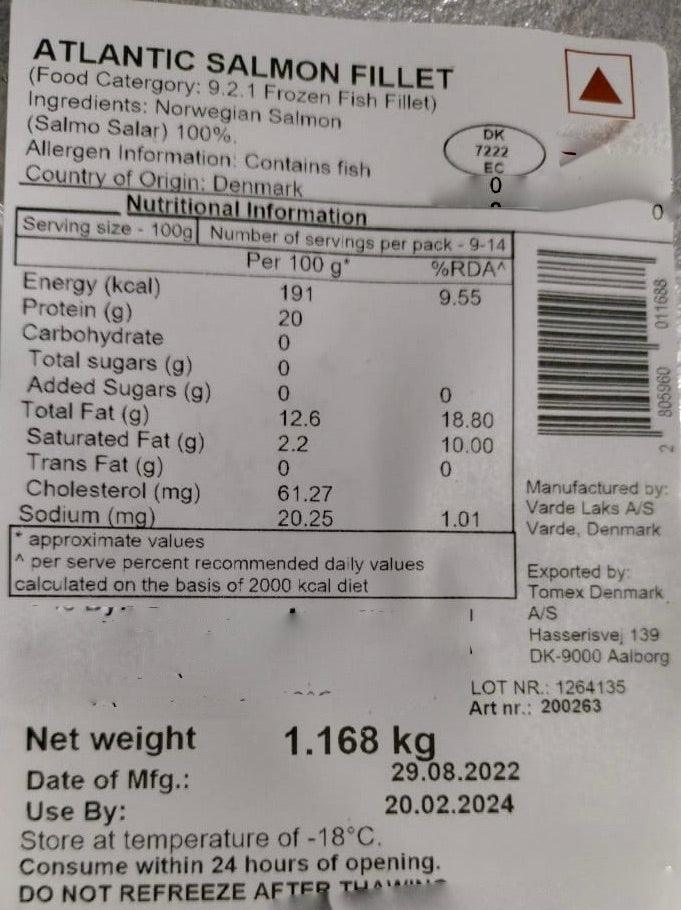 ATLANTIC SALMON FILLET
(Food Catergory: 9.2.1 Frozen Fish Fillet)
Ingredients: Norwegian Salmon
(Salmo Salar) 100%.
Allergen Information: Contains fish
Country of Origin: Denmark
DK
7222
EC
0
0
Nutritional Information
Serving size - 100g Number of servings per pack - 9-14
Per 100 g* %RDA^
Energy (kcal) 191 9.55
Protein (g) 20
Carbohydrate 0
Total sugars (g) 0
Added Sugars (g) 0 0
Total Fat (g) 12.6 18.80
Saturated Fat (g) 2.2 10.00
Trans Fat (g) 0 0
Cholesterol (mg) 61.27
Sodium (mg) 20.25 1.01
* approximate values
^ per serve percent recommended daily values
calculated on the basis of 2000 kcal diet
2 805960 011688
Manufactured by:
Varde Laks A/S
Varde, Denmark
Exported by:
Tomex Denmark
A/S
Hasserisvej 139
DK-9000 Aalborg
LOT NR.: 1264135
Art nr.: 200263
Net weight 1.168 kg
Date of Mfg.: 29.08.2022
Use By: 20.02.2024
Store at temperature of -18°C.
Consume within 24 hours of opening.
DO NOT REFREEZE AFTER THAWING